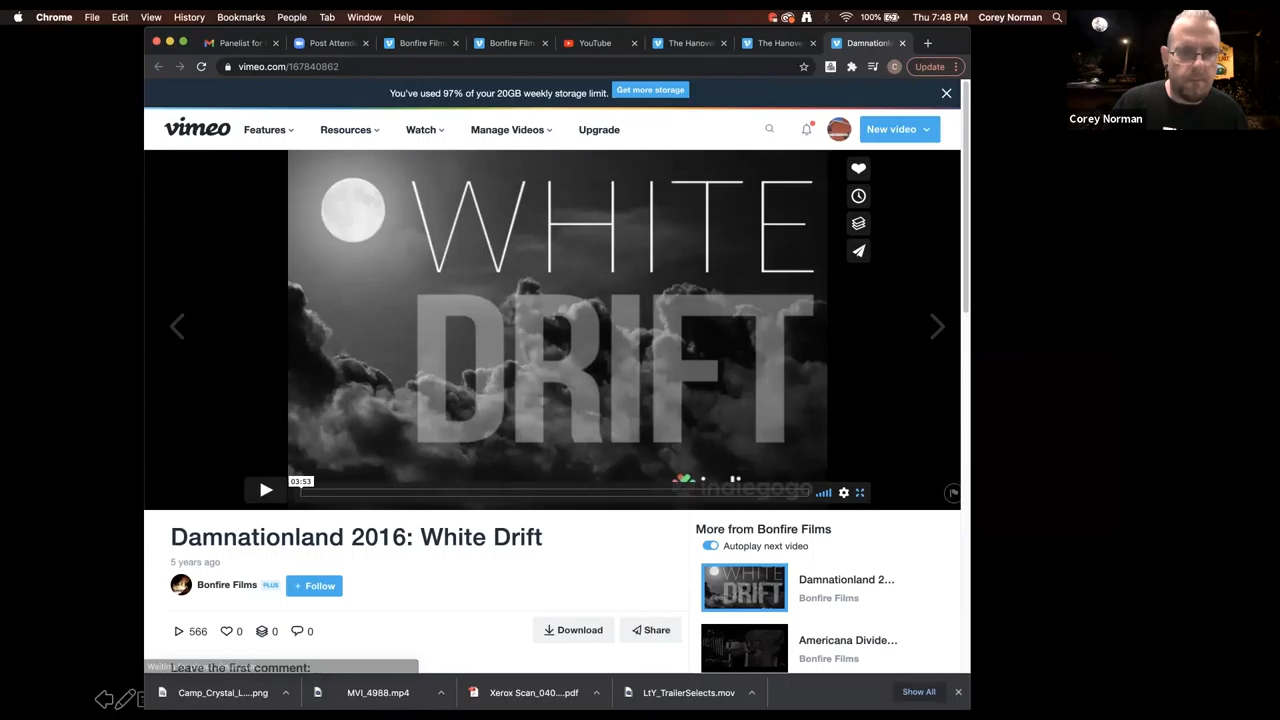 Chrome File Edit View History Bookmarks People Tab Window Help
100%
Thu 7:48 PM Corey Norman
Panelist for
Post Attend
Bonfire Film
Bonfire Film
YouTube
The Hanove
The Hanove
Damnation
vimeo.com/167840862
C
Update
You've used 97% of your 20GB weekly storage limit.
Get more storage
vimeo
Features
Resources
Watch
Manage Videos
Upgrade
New video
Corey Norman
WHITE
DRIFT
03:53
indiegogo
Damnationland 2016: White Drift
5 years ago
Bonfire Films PLUS
+ Follow
566 0 0 0
Download
Share
Leave the first comment:
More from Bonfire Films
Autoplay next video
WHITE
DRIFT
Damnationland 2...
Bonfire Films
Americana Divide...
Bonfire Films
Camp_Crystal_L....png
MVI_4988.mp4
Xerox Scan_040....pdf
LtY_TrailerSelects.mov
Show All